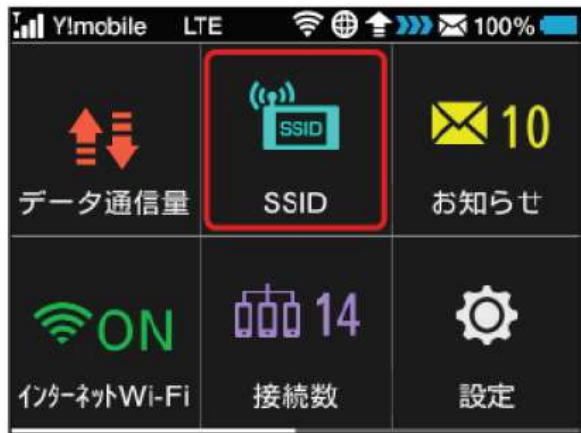 Y!mobile LTE 100%
SSID
10
データ通信量 SSID お知らせ
ON 14
インターネットWi-Fi 接続数 設定